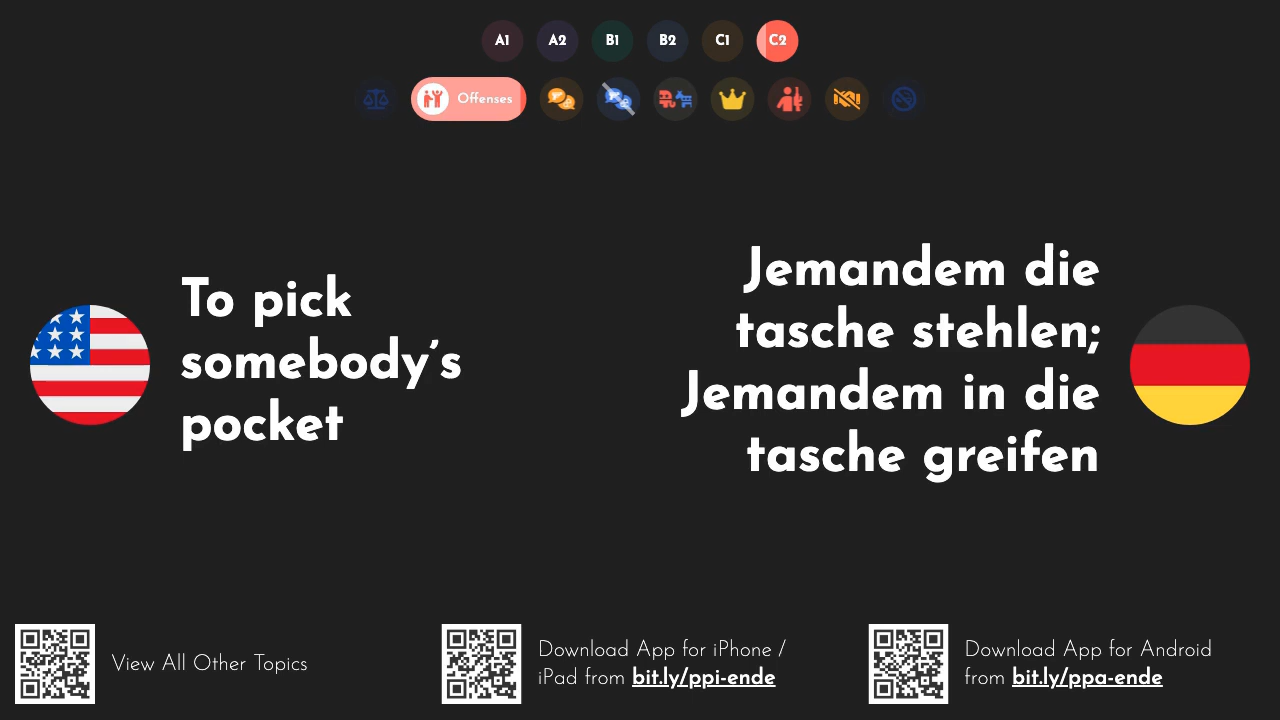 A1 A2 B1 B2 C1 C2
Offenses
To pick
somebody's
pocket
Jemandem die
tasche stehlen;
Jemandem in die
tasche greifen
View All Other Topics
Download App for iPhone /
iPad from bit.ly/ppi-ende
Download App for Android
from bit.ly/ppa-ende